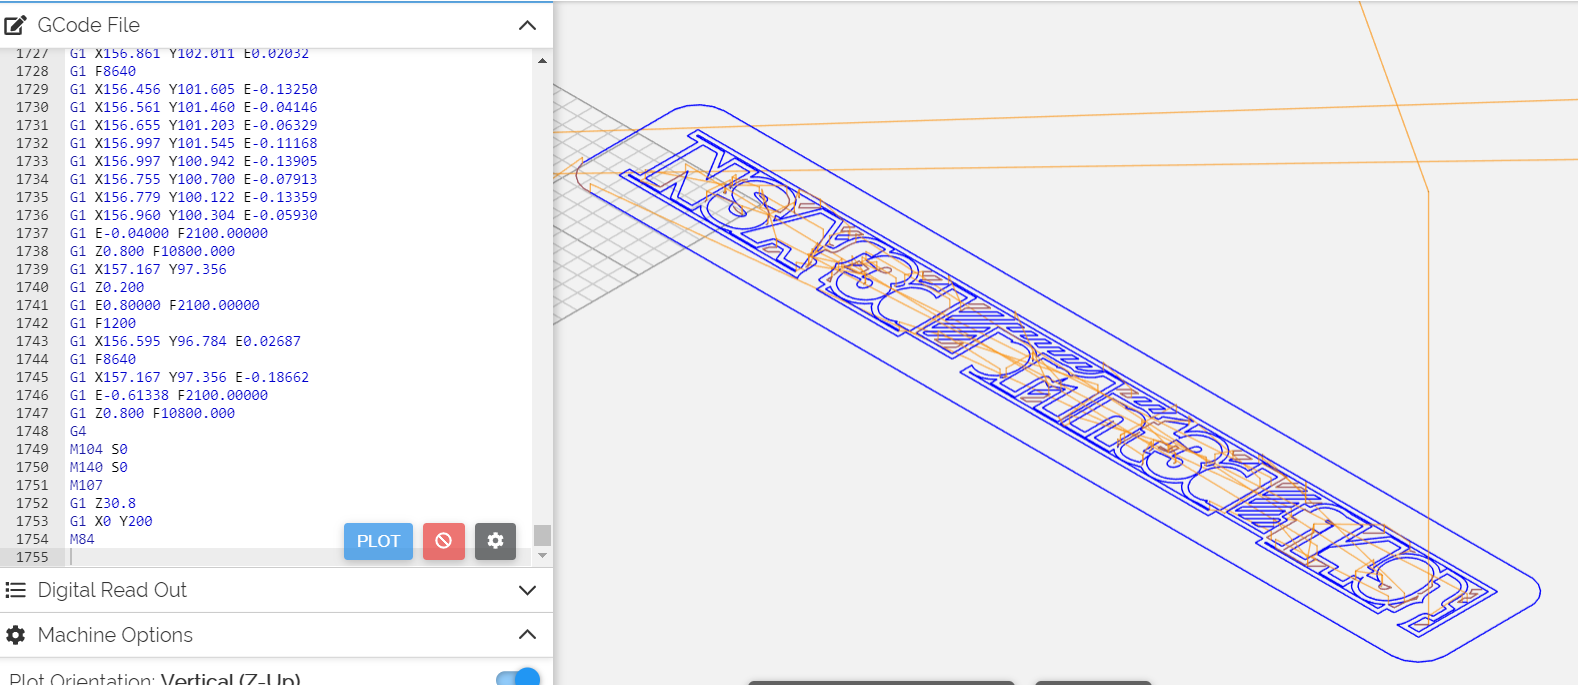 GCode File
1727 G1 X156.861 Y102.011 E0.02032
1728 G1 F8640
1729 G1 X156.456 Y101.605 E-0.13250
1730 G1 X156.561 Y101.460 E-0.04146
1731 G1 X156.655 Y101.203 E-0.06329
1732 G1 X156.997 Y101.545 E-0.11168
1733 G1 X156.997 Y100.942 E-0.13905
1734 G1 X156.755 Y100.700 E-0.07913
1735 G1 X156.779 Y100.122 E-0.13359
1736 G1 X156.960 Y100.304 E-0.05930
1737 G1 E-0.04000 F2100.00000
1738 G1 Z0.800 F10800.000
1739 G1 X157.167 Y97.356
1740 G1 Z0.200
1741 G1 E0.80000 F2100.00000
1742 G1 F1200
1743 G1 X156.595 Y96.784 E0.02687
1744 G1 F8640
1745 G1 X157.167 Y97.356 E-0.18662
1746 G1 E-0.61338 F2100.00000
1747 G1 Z0.800 F10800.000
1748 G4
1749 M104 S0
1750 M140 S0
1751 M107
1752 G1 Z30.8
1753 G1 X0 Y200
1754 M84
1755
PLOT
Digital Read Out
Machine Options
Plot Orientation: Vertical (Z-Up)